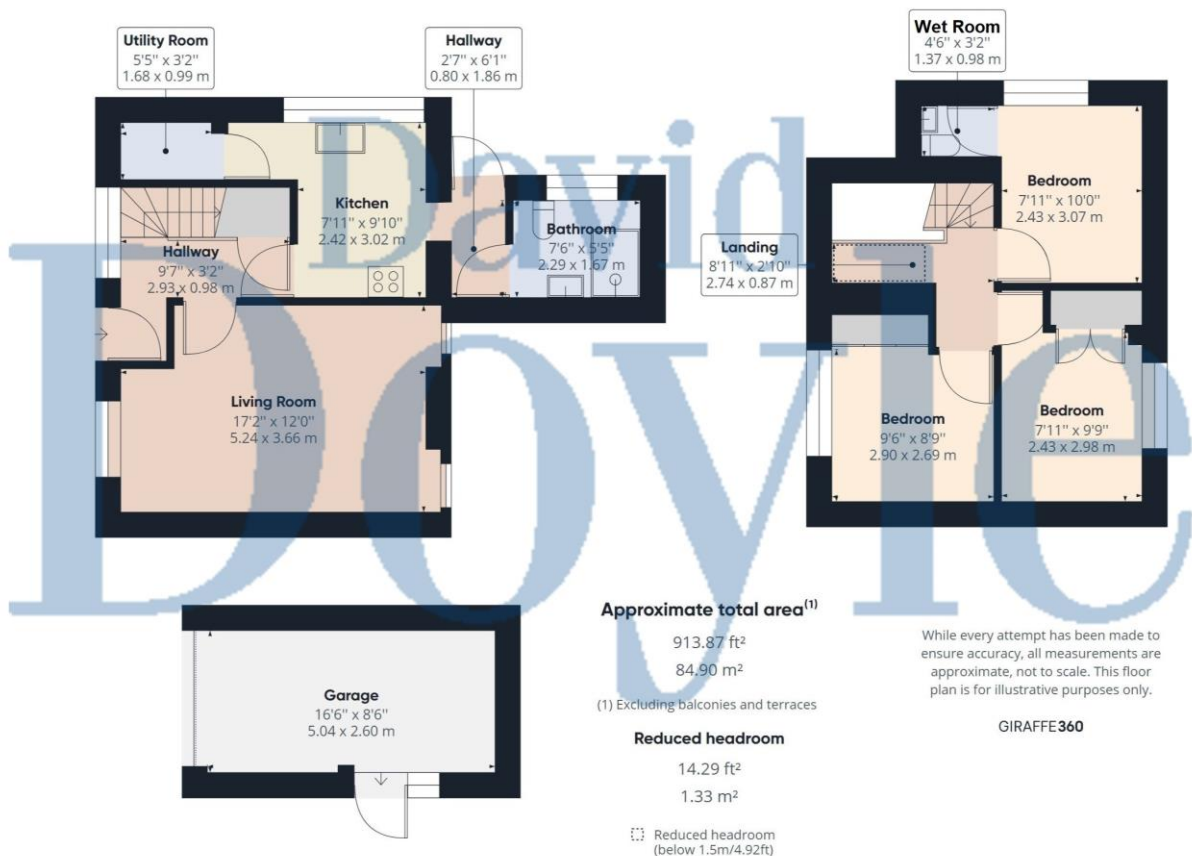 Utility Room
5'5" x 3'2"
1.68 x 0.99 m
Hallway
2'7" x 6'1"
0.80 x 1.86 m
Wet Room
4'6" x 3'2"
1.37 x 0.98 m
Kitchen
7'11" x 9'10"
2.42 x 3.02 m
Hallway
9'7" x 3'2"
2.93 x 0.98 m
Bathroom
7'6" x 5'5"
2.29 x 1.67 m
Living Room
17'2" x 12'0"
5.24 x 3.66 m
Landing
8'11" x 2'10"
2.74 x 0.87 m
Bedroom
7'11" x 10'0"
2.43 x 3.07 m
Bedroom
9'6" x 8'9"
2.90 x 2.69 m
Bedroom
7'11" x 9'9"
2.43 x 2.98 m
David
Doyle
Garage
16'6" x 8'6"
5.04 x 2.60 m
Approximate total area(1)
913.87 ft²
84.90 m²
(1) Excluding balconies and terraces
Reduced headroom
14.29 ft²
1.33 m²
Reduced headroom
(below 1.5m/4.92ft)
While every attempt has been made to
ensure accuracy, all measurements are
approximate, not to scale. This floor
plan is for illustrative purposes only.
GIRAFFE360